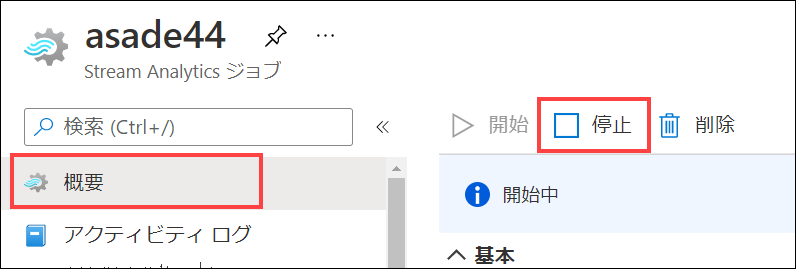 asade44
Stream Analytics ジョブ
検索 (Ctrl+/)
開始 停止 削除
概要
開始中
アクティビティ ログ
基本